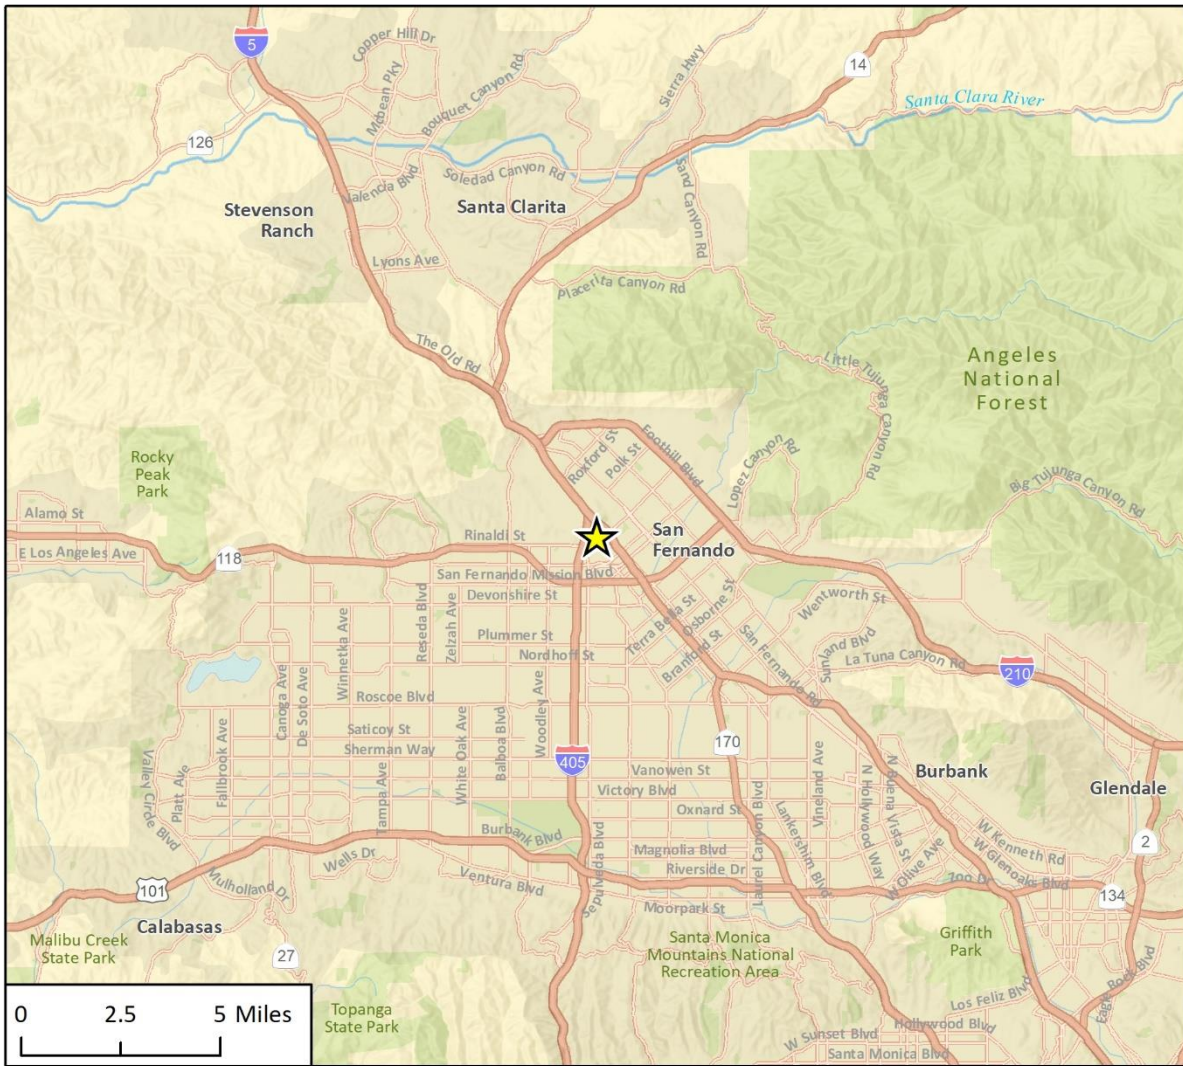 5
Copper Hill Dr
Mcbean Pky
Bouquet Canyon Rd
Sierra Hwy
14
Santa Clara River
126
Valencia Blvd
Soledad Canyon Rd
Sand Canyon Rd
Stevenson
Ranch
Santa Clarita
Lyons Ave
Placerita Canyon Rd
The Old Rd
Little Tujunga Canyon Rd
Angeles
National
Forest
Rocky
Peak
Park
Roxford St
Polk St
Foothill Blvd
Lopez Canyon Rd
Big Tujunga Canyon Rd
Alamo St
E Los Angeles Ave
118
Rinaldi St
San
Fernando
San Fernando Mission Blvd
Devonshire St
Reseda Blvd
Zelzah Ave
Winnetka Ave
Plummer St
Nordhoff St
Terra Bella St
Osborne St
Branford St
San Fernando Rd
Wentworth St
Sunland Blvd
La Tuna Canyon Rd
210
Canoga Ave
De Soto Ave
Roscoe Blvd
Woodley Ave
Saticoy St
Sherman Way
Fallbrook Ave
Platt Ave
Valley Circle Blvd
Tampa Ave
White Oak Ave
Balboa Blvd
405
170
Vanowen St
Victory Blvd
Oxnard St
Vineland Ave
N Hollywood Way
N Buena Vista St
Burbank
Glendale
Burbank Blvd
Magnolia Blvd
Riverside Dr
Laurel Canyon Blvd
Lankershim Blvd
W Olive Ave
W Kenneth Rd
W Glenoaks Blvd
Zoo Dr
2
134
101
Mulholland Dr
Wells Dr
Ventura Blvd
Sepulveda Blvd
Moorpark St
Calabasas
27
Malibu Creek
State Park
Santa Monica
Mountains National
Recreation Area
Griffith
Park
Topanga
State Park
Los Feliz Blvd
Eagle Rock Blvd
W Sunset Blvd
Hollywood Blvd
Santa Monica Blvd
0 2.5 5 Miles